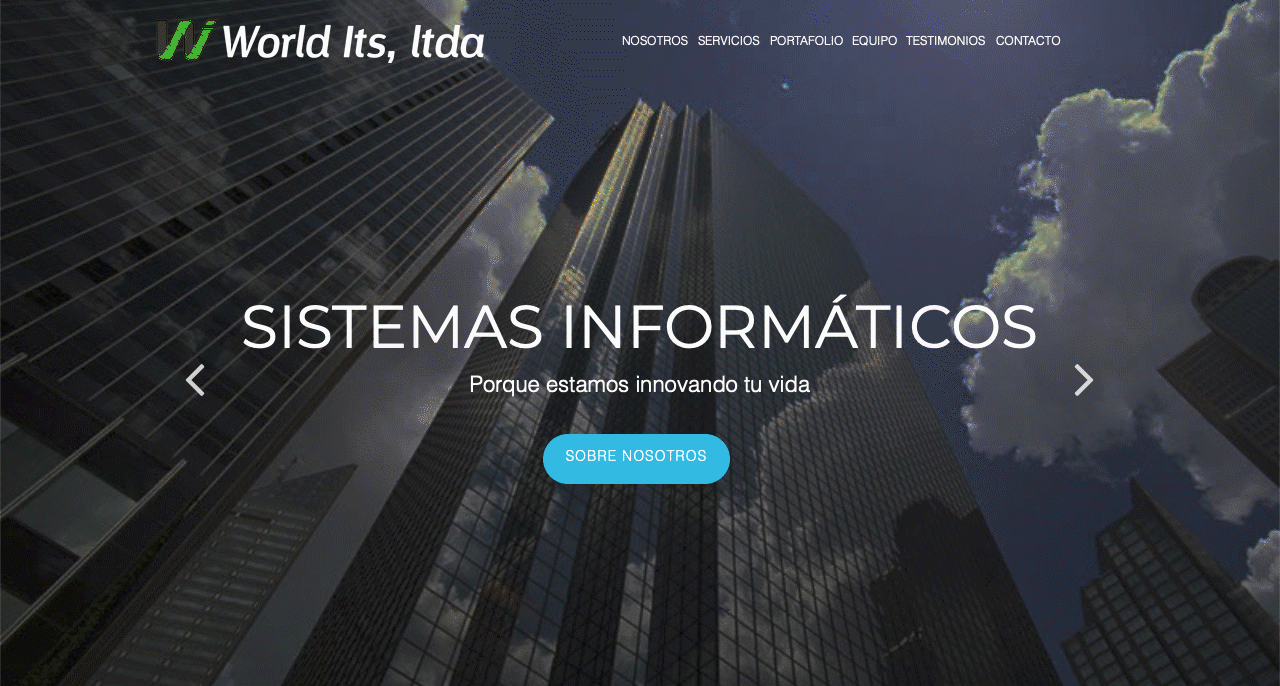 World Its, ltda
NOSOTROS SERVICIOS PORTAFOLIO EQUIPO TESTIMONIOS CONTACTO
SISTEMAS INFORMÁTICOS
Porque estamos innovando tu vida
SOBRE NOSOTROS